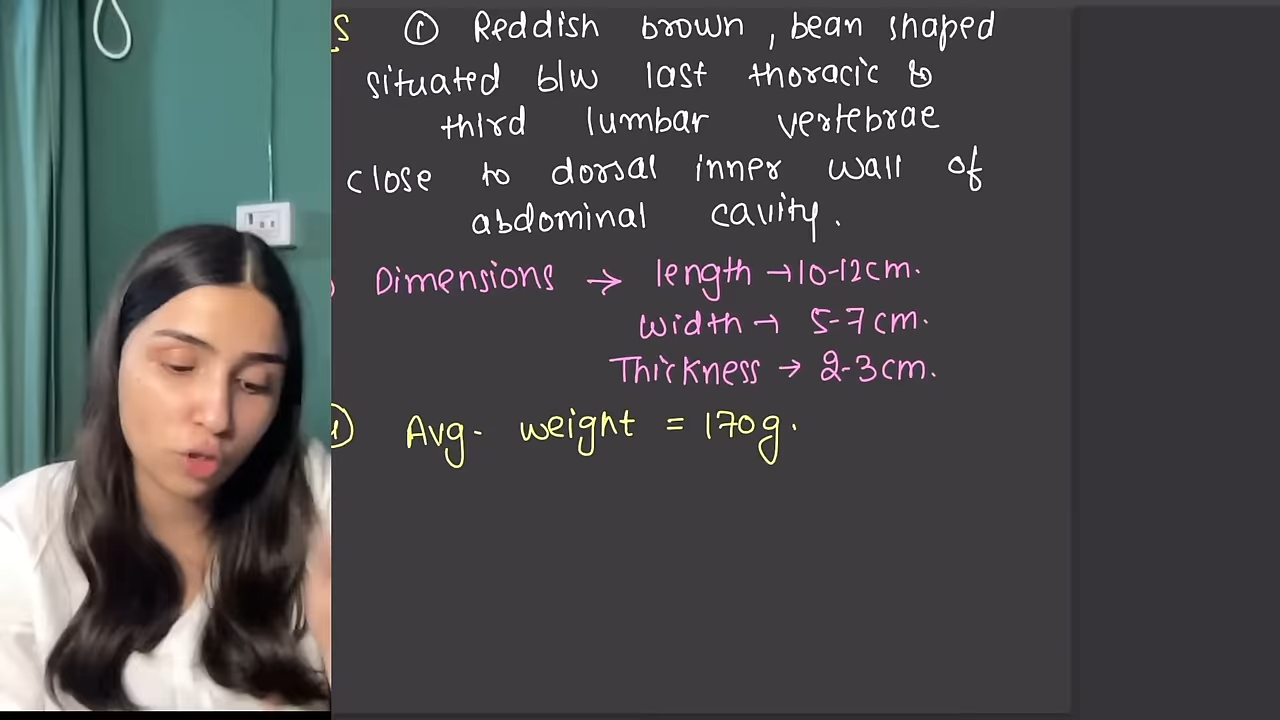 S ① Reddish brown, bean shaped
situated b/w last thoracic &
third lumbar vertebrae
close to dorsal inner wall of
abdominal cavity.
Dimensions → length → 10-12cm.
width → 5-7cm.
Thickness → 2-3cm.
Avg. weight = 170g.